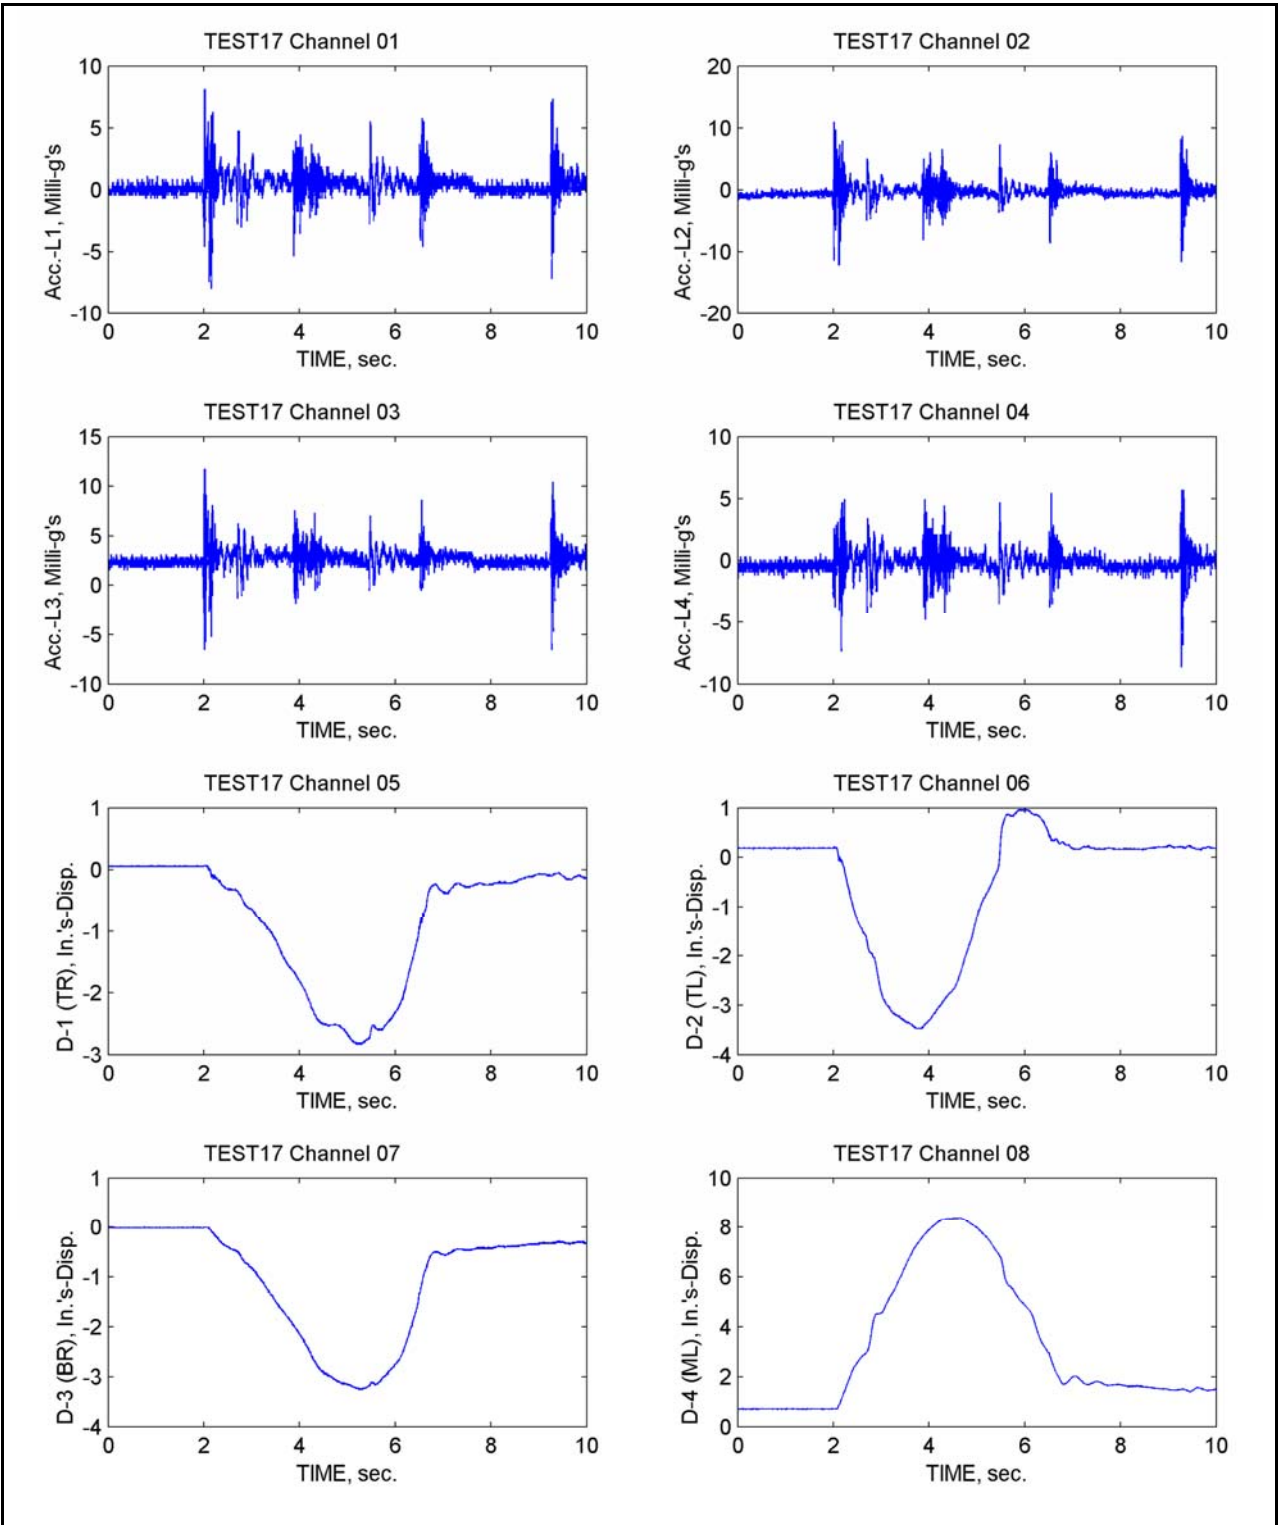 TEST17 Channel 01
10
5
0
-5
-10
Acc.-L1, Milli-g's
0 2 4 6 8 10
TIME, sec.
TEST17 Channel 02
20
10
0
-10
-20
Acc.-L2, Milli-g's
0 2 4 6 8 10
TIME, sec.
TEST17 Channel 03
15
10
5
0
-5
-10
Acc.-L3, Milli-g's
0 2 4 6 8 10
TIME, sec.
TEST17 Channel 04
10
5
0
-5
-10
Acc.-L4, Milli-g's
0 2 4 6 8 10
TIME, sec.
TEST17 Channel 05
1
0
-1
-2
-3
D-1 (TR), In.'s-Disp.
0 2 4 6 8 10
TIME, sec.
TEST17 Channel 06
1
0
-1
-2
-3
-4
D-2 (TL), In.'s-Disp.
0 2 4 6 8 10
TIME, sec.
TEST17 Channel 07
1
0
-1
-2
-3
-4
D-3 (BR), In.'s-Disp.
0 2 4 6 8 10
TIME, sec.
TEST17 Channel 08
10
8
6
4
2
0
D-4 (ML), In.'s-Disp.
0 2 4 6 8 10
TIME, sec.